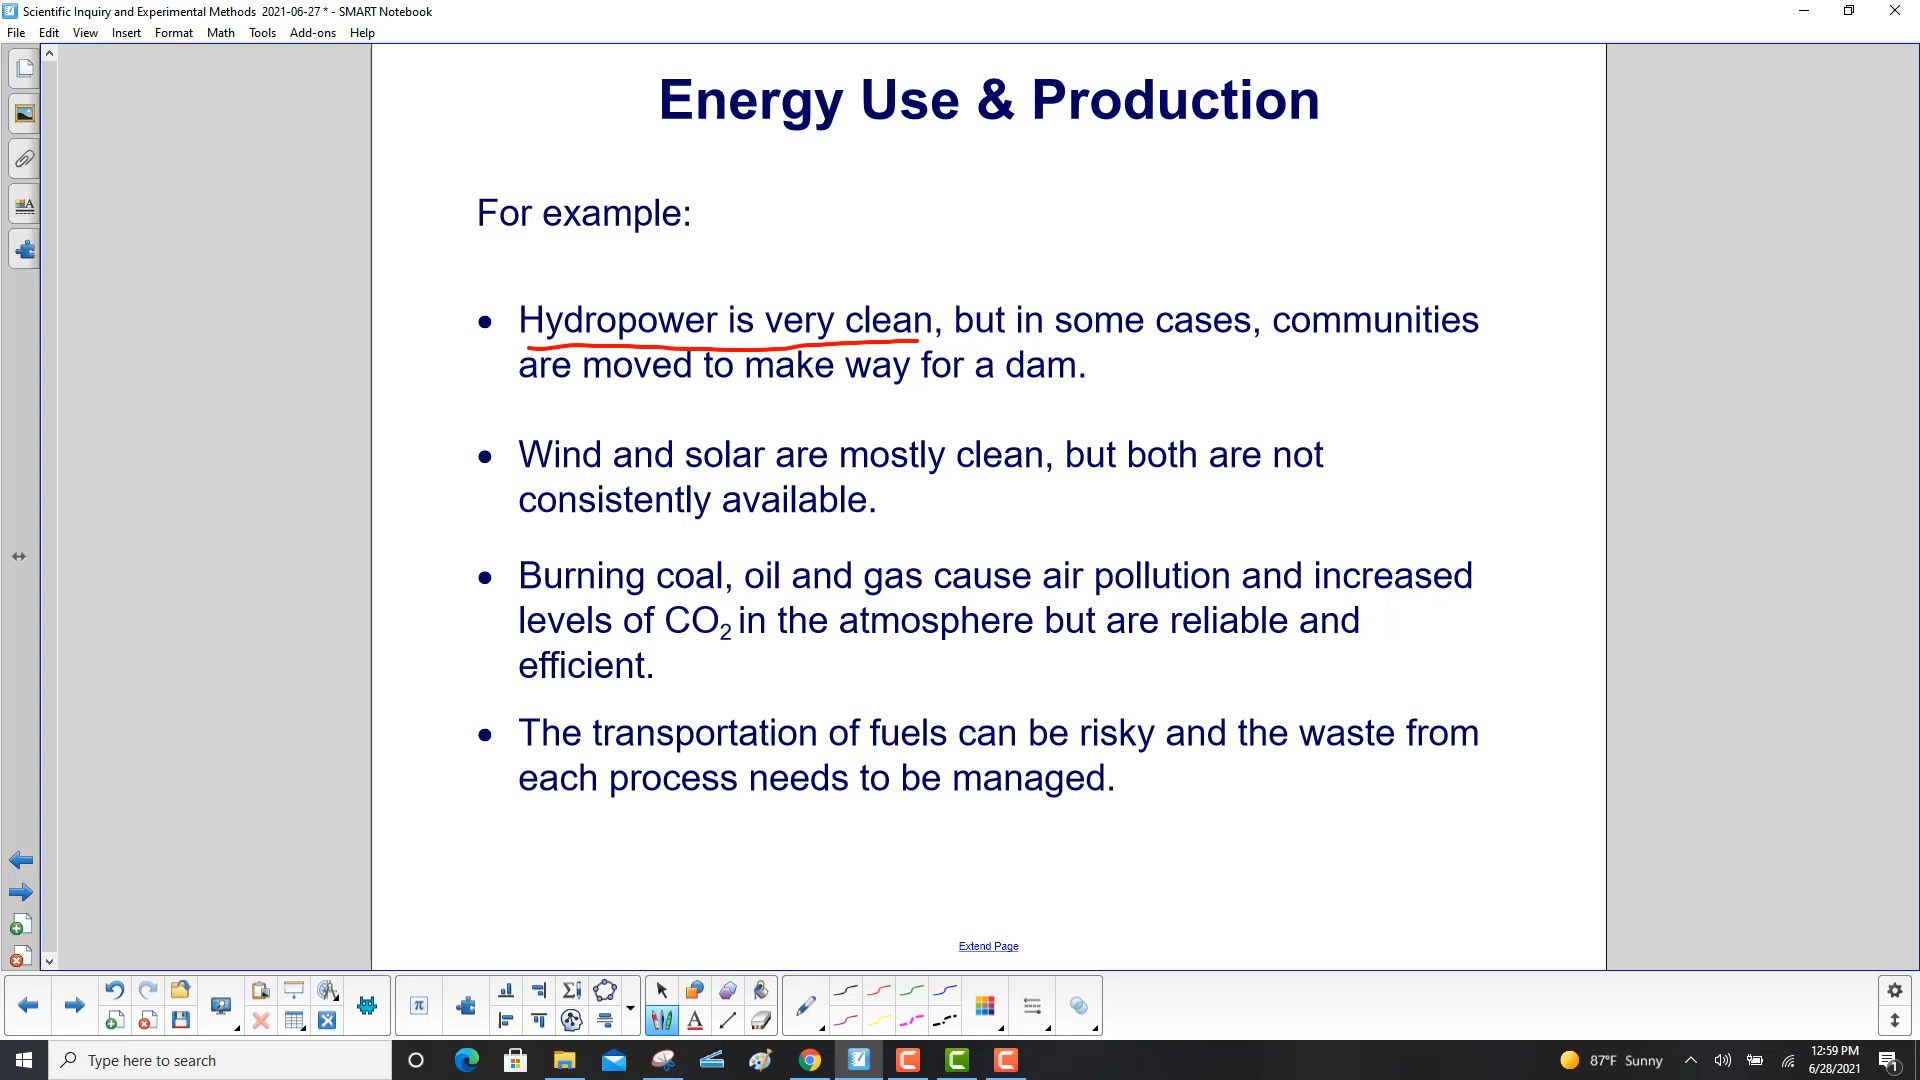 Scientific Inquiry and Experimental Methods 2021-06-27 * - SMART Notebook
File Edit View Insert Format Math Tools Add-ons Help
Energy Use & Production
For example:
• Hydropower is very clean, but in some cases, communities
are moved to make way for a dam.
• Wind and solar are mostly clean, but both are not
consistently available.
• Burning coal, oil and gas cause air pollution and increased
levels of CO₂ in the atmosphere but are reliable and
efficient.
• The transportation of fuels can be risky and the waste from
each process needs to be managed.
Extend Page
Type here to search
87°F Sunny
12:59 PM
6/28/2021
1